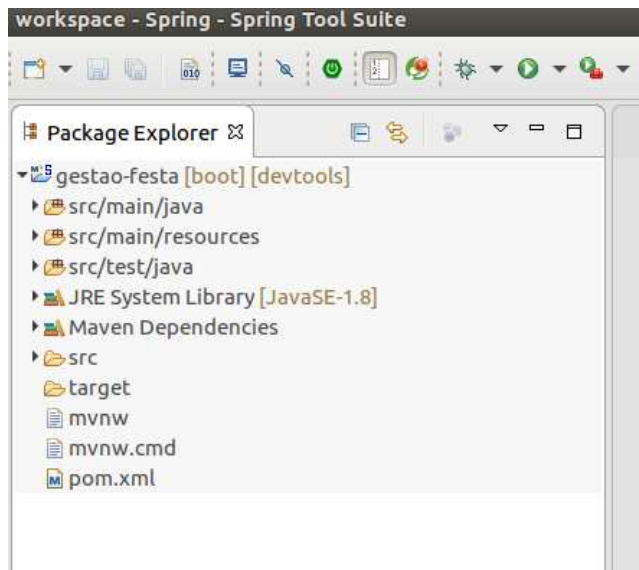 workspace - Spring - Spring Tool Suite
Package Explorer
gestao-festa [boot] [devtools]
src/main/java
src/main/resources
src/test/java
JRE System Library [JavaSE-1.8]
Maven Dependencies
src
target
mvnw
mvnw.cmd
pom.xml